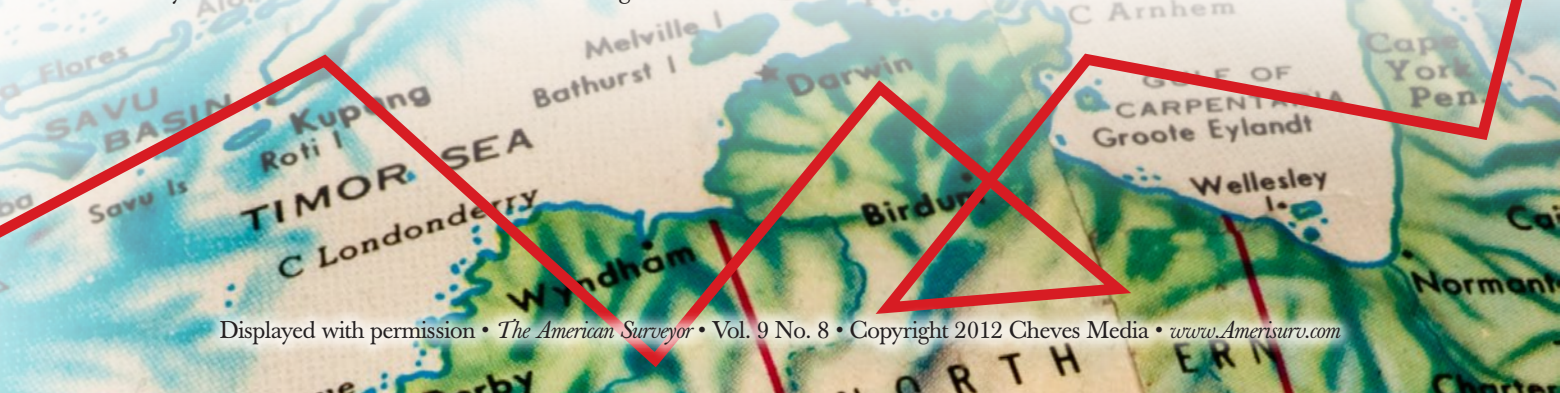 Flores
SAVU
BASIN
Kupang
Roti I
Savu Is
TIMOR SEA
C Londonderry
Melville I
Bathurst I
Darwin
Wyndham
Birdum
C Arnhem
GULF OF
CARPENTARIA
Groote Eylandt
Wellesley
Is
Cape
York
Pen.
Normant
Displayed with permission • The American Surveyor • Vol. 9 No. 8 • Copyright 2012 Cheves Media • www.Amerisurv.com
NORTH
ERN
Charter